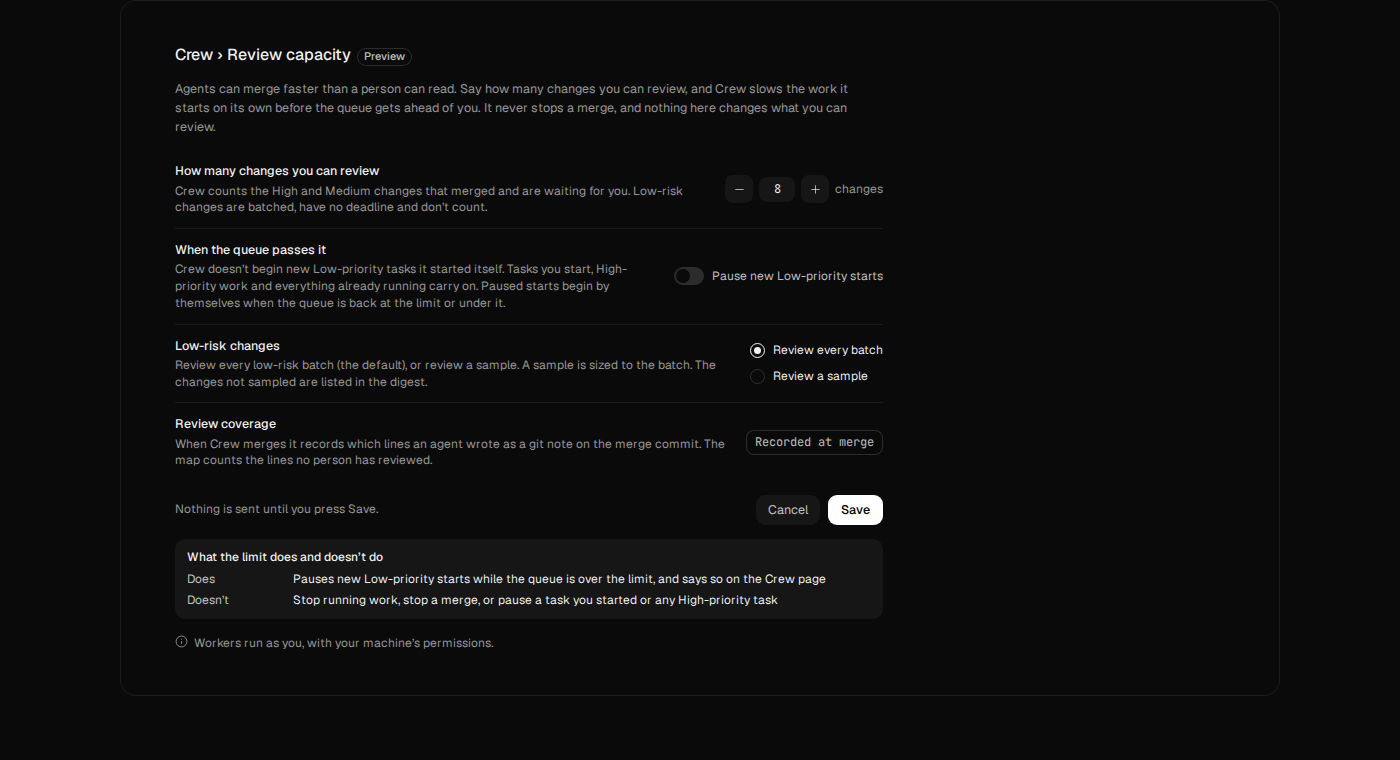 Crew › Review capacity Preview
Agents can merge faster than a person can read. Say how many changes you can review, and Crew slows the work it
starts on its own before the queue gets ahead of you. It never stops a merge, and nothing here changes what you can
review.
How many changes you can review
Crew counts the High and Medium changes that merged and are waiting for you. Low-risk
changes are batched, have no deadline and don't count.
− 8 + changes
When the queue passes it
Crew doesn't begin new Low-priority tasks it started itself. Tasks you start, High-
priority work and everything already running carry on. Paused starts begin by
themselves when the queue is back at the limit or under it.
Pause new Low-priority starts
Low-risk changes
Review every low-risk batch (the default), or review a sample. A sample is sized to the batch. The
changes not sampled are listed in the digest.
Review every batch
Review a sample
Review coverage
When Crew merges it records which lines an agent wrote as a git note on the merge commit. The
map counts the lines no person has reviewed.
Recorded at merge
Nothing is sent until you press Save.
Cancel Save
What the limit does and doesn't do
Does Pauses new Low-priority starts while the queue is over the limit, and says so on the Crew page
Doesn't Stop running work, stop a merge, or pause a task you started or any High-priority task
Workers run as you, with your machine's permissions.